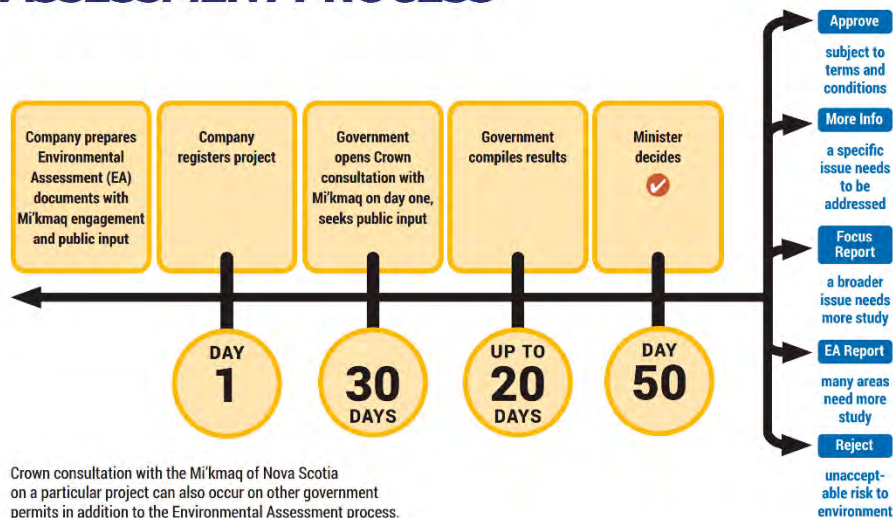 ASSESSMENT PROCESS
Company prepares
Environmental
Assessment (EA)
documents with
Mi’kmaq engagement
and public input
Company
registers project
Government
opens Crown
consultation with
Mi’kmaq on day one,
seeks public input
Government
compiles results
Minister
decides
DAY
1
30
DAYS
UP TO
20
DAYS
DAY
50
Approve
subject to
terms and
conditions
More Info
a specific
issue needs
to be
addressed
Focus
Report
a broader
issue needs
more study
EA Report
many areas
need more
study
Reject
unaccept-
able risk to
environment
Crown consultation with the Mi’kmaq of Nova Scotia
on a particular project can also occur on other government
permits in addition to the Environmental Assessment process.